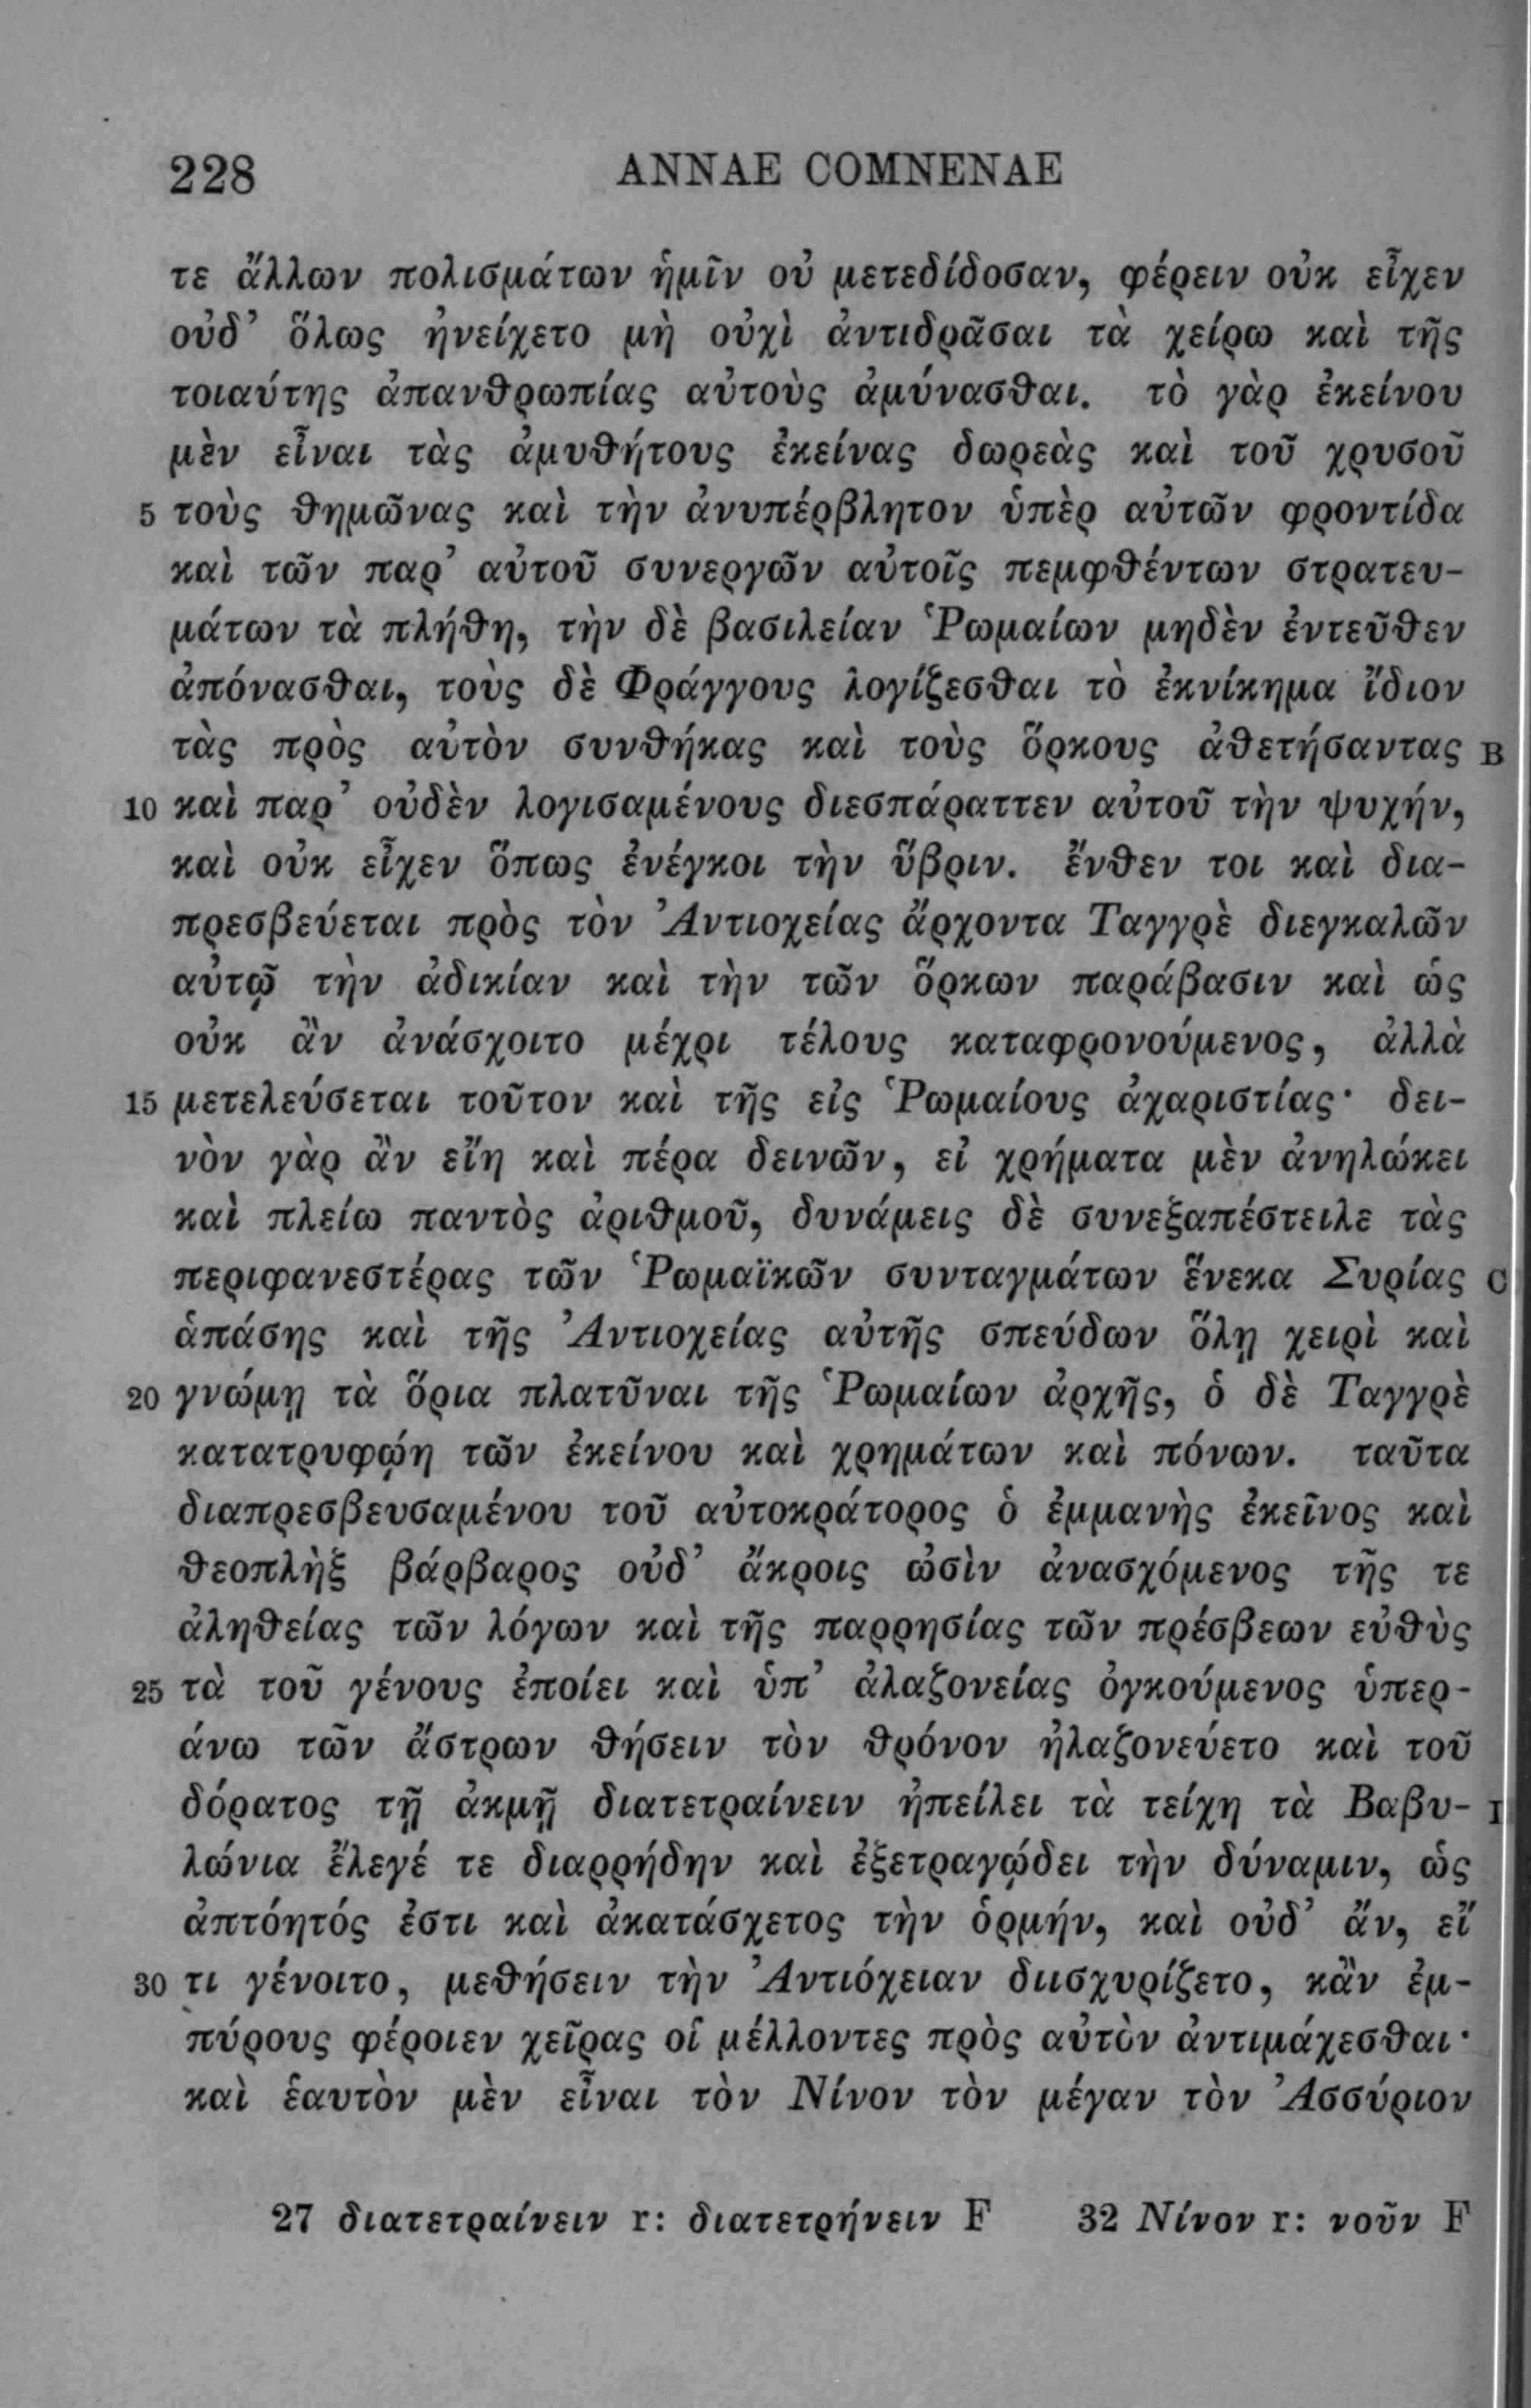 228 ANNAE COMNENAE
τε ἄλλων πολισμάτων ἡμῖν οὐ μετεδίδοσαν, φέρειν οὐκ εἶχεν
οὐδ’ ὅλως ἠνείχετο μὴ οὐχὶ ἀντιδρᾶσαι τὰ χείρω καὶ τῆς
τοιαύτης ἀπανθρωπίας αὐτοὺς ἀμύνασθαι. τὸ γὰρ ἐκείνου
μὲν εἶναι τὰς ἀμυθήτους ἐκείνας δωρεὰς καὶ τοῦ χρυσοῦ
5 τοὺς θημῶνας καὶ τὴν ἀνυπέρβλητον ὑπὲρ αὐτῶν φροντίδα
καὶ τῶν παρ’ αὐτοῦ συνεργῶν αὐτοῖς πεμφθέντων στρατευ-
μάτων τὰ πλήθη, τὴν δὲ βασιλείαν Ῥωμαίων μηδὲν ἐντεῦθεν
ἀπόνασθαι, τοὺς δὲ Φράγγους λογίζεσθαι τὸ ἐκνίκημα ἴδιον
τὰς πρὸς αὐτὸν συνθήκας καὶ τοὺς ὅρκους ἀθετήσαντας B
10 καὶ παρ’ οὐδὲν λογισαμένους διεσπάραττεν αὐτοῦ τὴν ψυχήν,
καὶ οὐκ εἶχεν ὅπως ἐνέγκοι τὴν ὕβριν. ἔνθεν τοι καὶ δια-
πρεσβεύεται πρὸς τὸν Ἀντιοχείας ἄρχοντα Ταγγρὲ διεγκαλῶν
αὐτῷ τὴν ἀδικίαν καὶ τὴν τῶν ὅρκων παράβασιν καὶ ὡς
οὐκ ἂν ἀνάσχοιτο μέχρι τέλους καταφρονούμενος, ἀλλὰ
15 μετελεύσεται τοῦτον καὶ τῆς εἰς Ῥωμαίους ἀχαριστίας· δει-
νὸν γὰρ ἂν εἴη καὶ πέρα δεινῶν, εἰ χρήματα μὲν ἀνηλώκει
καὶ πλείω παντὸς ἀριθμοῦ, δυνάμεις δὲ συνεξαπέστειλε τὰς
περιφανεστέρας τῶν Ῥωμαϊκῶν συνταγμάτων ἕνεκα Συρίας C
ἁπάσης καὶ τῆς Ἀντιοχείας αὐτῆς σπεύδων ὅλῃ χειρὶ καὶ
20 γνώμῃ τὰ ὅρια πλατῦναι τῆς Ῥωμαίων ἀρχῆς, ὁ δὲ Ταγγρὲ
κατατρυφῴη τῶν ἐκείνου καὶ χρημάτων καὶ πόνων. ταῦτα
διαπρεσβευσαμένου τοῦ αὐτοκράτορος ὁ ἐμμανὴς ἐκεῖνος καὶ
θεοπλὴξ βάρβαρος οὐδ’ ἄκροις ὠσὶν ἀνασχόμενος τῆς τε
ἀληθείας τῶν λόγων καὶ τῆς παρρησίας τῶν πρέσβεων εὐθὺς
25 τὰ τοῦ γένους ἐποίει καὶ ὑπ’ ἀλαζονείας ὀγκούμενος ὑπερ-
άνω τῶν ἄστρων θήσειν τὸν θρόνον ἠλαζονεύετο καὶ τοῦ
δόρατος τῇ ἀκμῇ διατετραίνειν ἠπείλει τὰ τείχη τὰ Βαβυ-
λώνια ἔλεγέ τε διαρρήδην καὶ ἐξετραγῴδει τὴν δύναμιν, ὡς
ἀπτόητός ἐστι καὶ ἀκατάσχετος τὴν ὁρμήν, καὶ οὐδ’ ἄν, εἴ
30 τι γένοιτο, μεθήσειν τὴν Ἀντιόχειαν διισχυρίζετο, κἂν ἐμ-
πύρους φέροιεν χεῖρας οἱ μέλλοντες πρὸς αὐτὸν ἀντιμάχεσθαι·
καὶ ἑαυτὸν μὲν εἶναι τὸν Νίνον τὸν μέγαν τὸν Ἀσσύριον
27 διατετραίνειν r: διατετρήνειν F 32 Νίνον r: νοῦν F